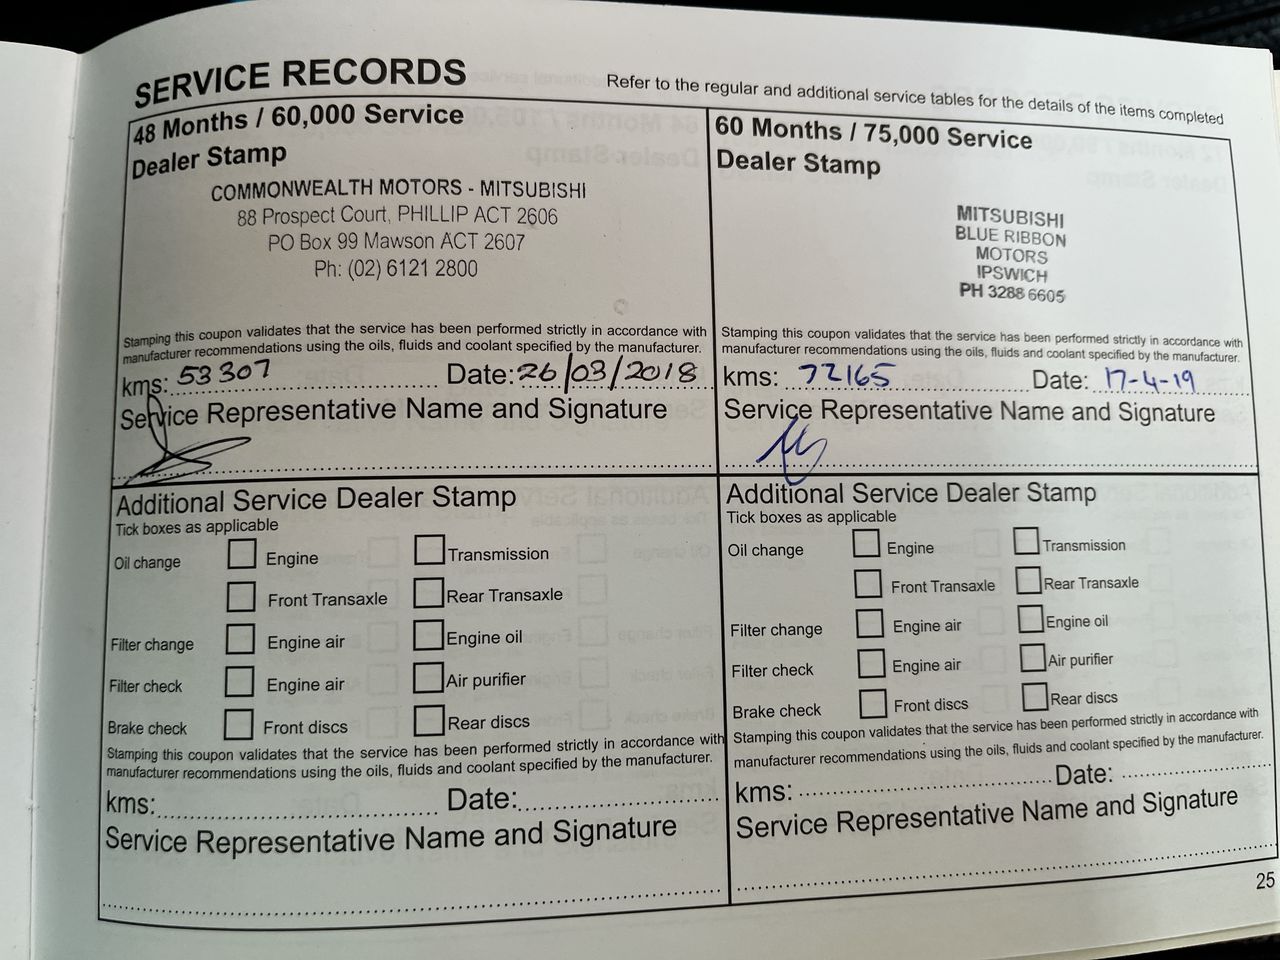 SERVICE RECORDS
Refer to the regular and additional service tables for the details of the items completed
48 Months / 60,000 Service
Dealer Stamp
COMMONWEALTH MOTORS - MITSUBISHI
88 Prospect Court, PHILLIP ACT 2606
PO Box 99 Mawson ACT 2607
Ph: (02) 6121 2800
Stamping this coupon validates that the service has been performed strictly in accordance with
manufacturer recommendations using the oils, fluids and coolant specified by the manufacturer.
kms: 53307 Date: 26/03/2018
Service Representative Name and Signature
Additional Service Dealer Stamp
Tick boxes as applicable
Oil change Engine Transmission
Front Transaxle Rear Transaxle
Filter change Engine air Engine oil
Filter check Engine air Air purifier
Brake check Front discs Rear discs
Stamping this coupon validates that the service has been performed strictly in accordance with
manufacturer recommendations using the oils, fluids and coolant specified by the manufacturer.
kms: Date:
Service Representative Name and Signature
60 Months / 75,000 Service
Dealer Stamp
MITSUBISHI
BLUE RIBBON
MOTORS
IPSWICH
PH 3288 6605
Stamping this coupon validates that the service has been performed strictly in accordance with
manufacturer recommendations using the oils, fluids and coolant specified by the manufacturer.
kms: 72165 Date: 17-4-19
Service Representative Name and Signature
Additional Service Dealer Stamp
Tick boxes as applicable
Oil change Engine Transmission
Front Transaxle Rear Transaxle
Filter change Engine air Engine oil
Filter check Engine air Air purifier
Brake check Front discs Rear discs
Stamping this coupon validates that the service has been performed strictly in accordance with
manufacturer recommendations using the oils, fluids and coolant specified by the manufacturer.
kms: Date:
Service Representative Name and Signature
25